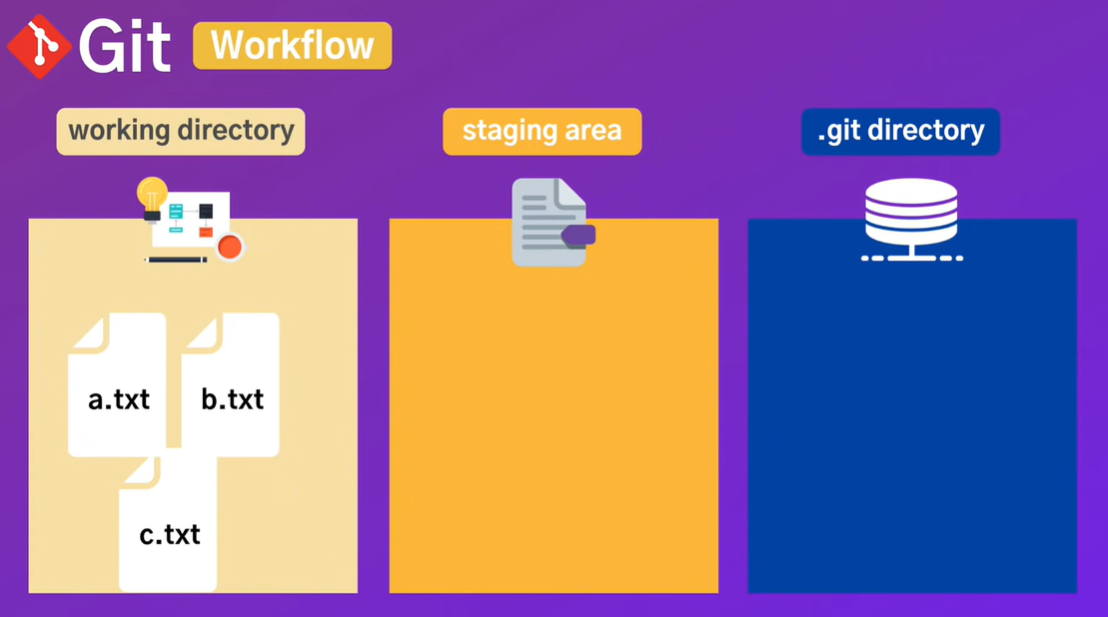 Git Workflow
working directory
staging area
.git directory
a.txt
b.txt
c.txt